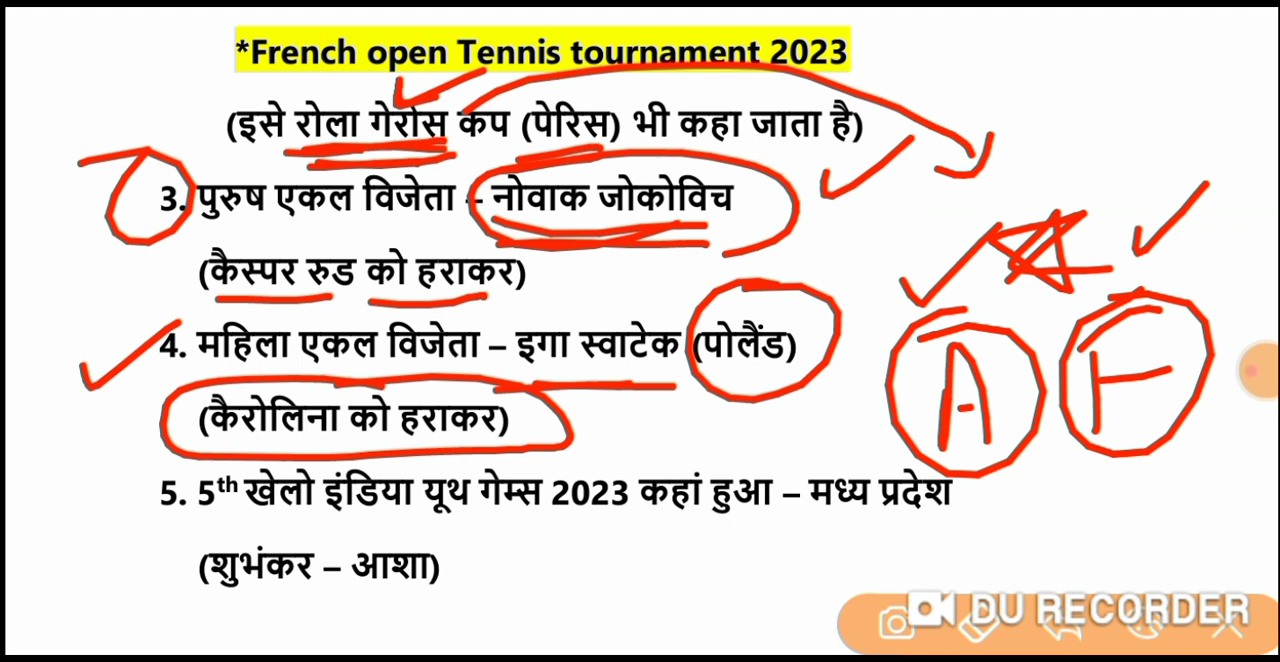 *French open Tennis tournament 2023
(इसे रोला गेरोस कप (पेरिस) भी कहा जाता है)
3. पुरुष एकल विजेता - नोवाक जोकोविच
(कैस्पर रुड को हराकर)
4. महिला एकल विजेता – इगा स्वाटेक (पोलैंड)
(कैरोलिना को हराकर)
A F
5. 5th खेलो इंडिया यूथ गेम्स 2023 कहां हुआ – मध्य प्रदेश
(शुभंकर – आशा)
DU RECORDER